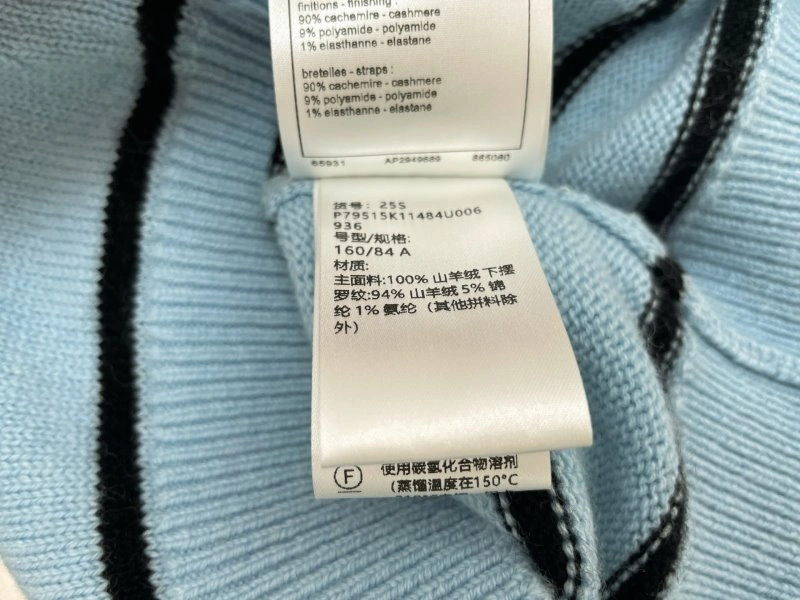 finitions - finishing :
90% cachemire - cashmere
9% polyamide - polyamide
1% elasthanne - elastane
bretelles - straps :
90% cachemire - cashmere
9% polyamide - polyamide
1% elasthanne - elastane
65931 AP2949689 865080
货号: 25S
P79515K11484U006
936
号型/规格:
160/84 A
材质:
主面料:100% 山羊绒 下摆
罗纹:94% 山羊绒 5% 锦
纶 1% 氨纶（其他拼料除
外）
F 使用碳氢化合物溶剂
(蒸馏温度在150°C